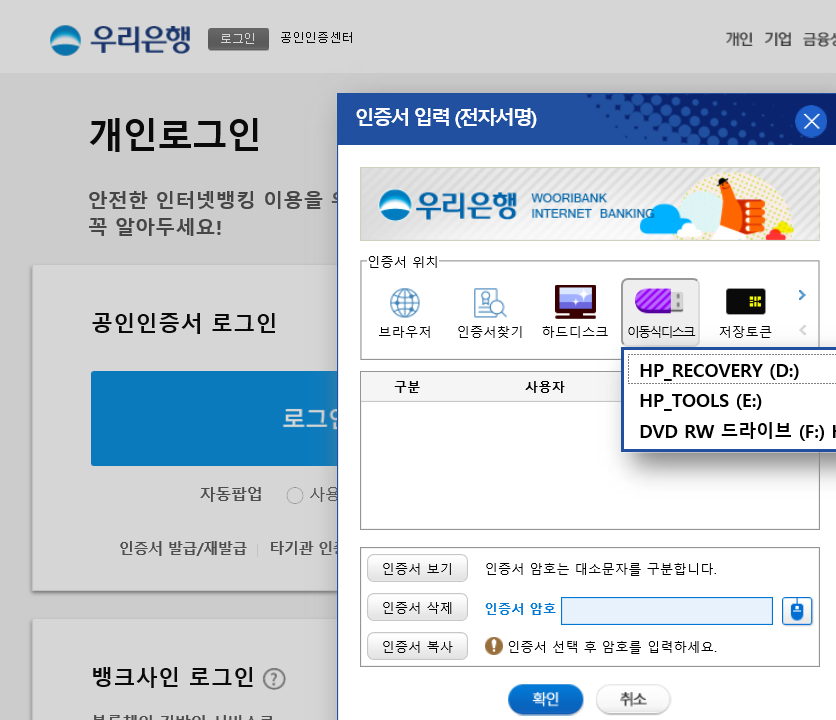 우리은행 로그인 공인인증센터 개인 기업
개인로그인
안전한 인터넷뱅킹 이용을
꼭 알아두세요!
공인인증서 로그인
로그인
자동팝업
인증서 발급/재발급 타기관
뱅크사인 로그인 ?
인증서 입력 (전자서명)
우리은행 WOORIBANK
INTERNET BANKING
인증서 위치
브라우저 인증서찾기 하드디스크 이동식디스크 저장토큰
HP_RECOVERY (D:)
HP_TOOLS (E:)
DVD RW 드라이브 (F:)
구분 사용자
인증서 보기 인증서 암호는 대소문자를 구분합니다.
인증서 삭제 인증서 암호
인증서 복사 인증서 선택 후 암호를 입력하세요.
확인 취소